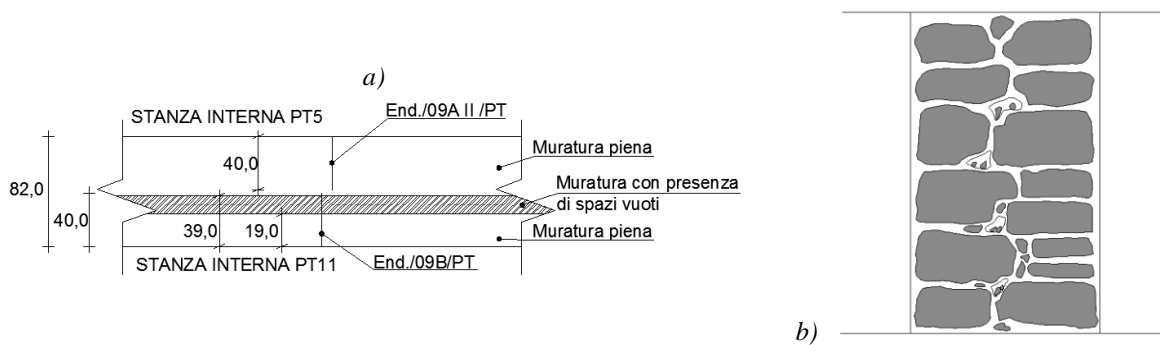 a)
STANZA INTERNA PT5
End./09A II /PT
40,0
Muratura piena
82,0
Muratura con presenza
di spazi vuoti
40,0
39,0
19,0
Muratura piena
STANZA INTERNA PT11
End./09B/PT
b)